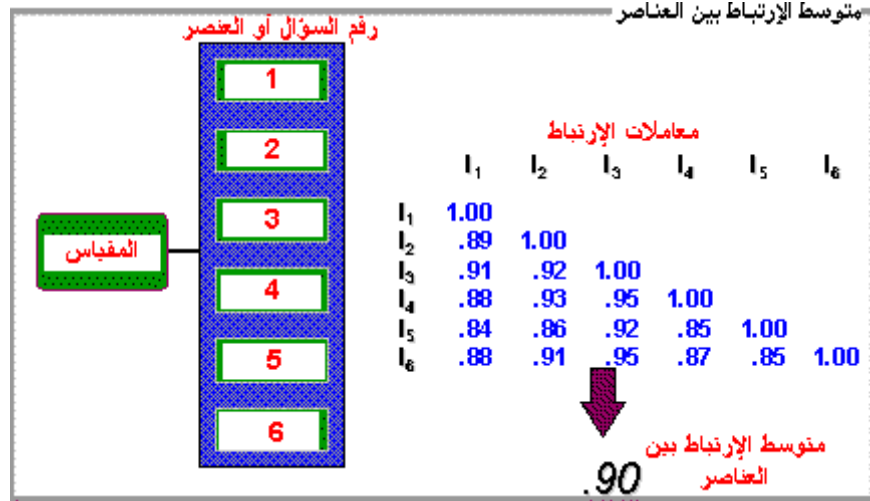 متوسط الإرتباط بين العناصر
رقم السؤال أو العنصر
1
2
3
4
5
6
المقياس
معاملات الإرتباط
I₁ I₂ I₃ I₄ I₅ I₆
I₁ 1.00
I₂ .89 1.00
I₃ .91 .92 1.00
I₄ .88 .93 .95 1.00
I₅ .84 .86 .92 .85 1.00
I₆ .88 .91 .95 .87 .85 1.00
متوسط الإرتباط بين
العناصر
.90